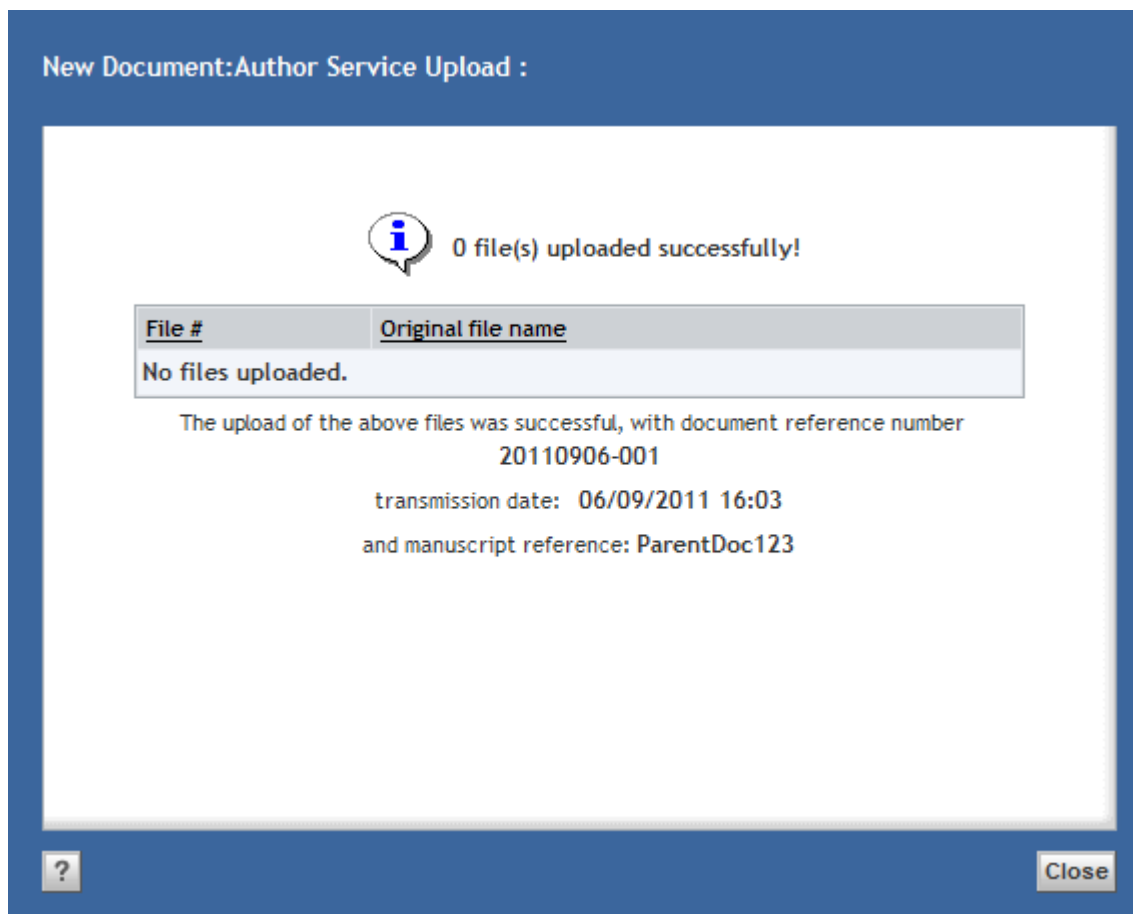 New Document:Author Service Upload :
0 file(s) uploaded successfully!
File # Original file name
No files uploaded.
The upload of the above files was successful, with document reference number
20110906-001
transmission date: 06/09/2011 16:03
and manuscript reference: ParentDoc123
? Close